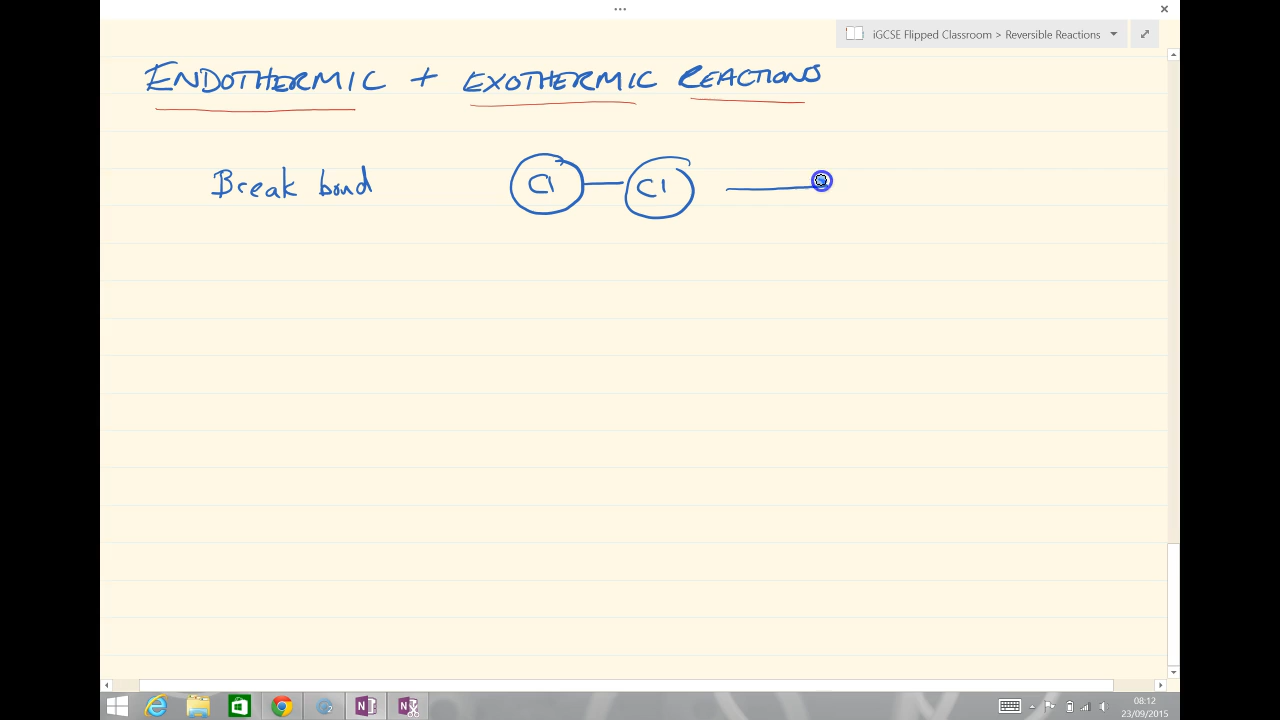 iGCSE Flipped Classroom > Reversible Reactions
ENDOTHERMIC + EXOTHERMIC REACTIONS
Break bond Cl Cl
08:12
23/09/2015